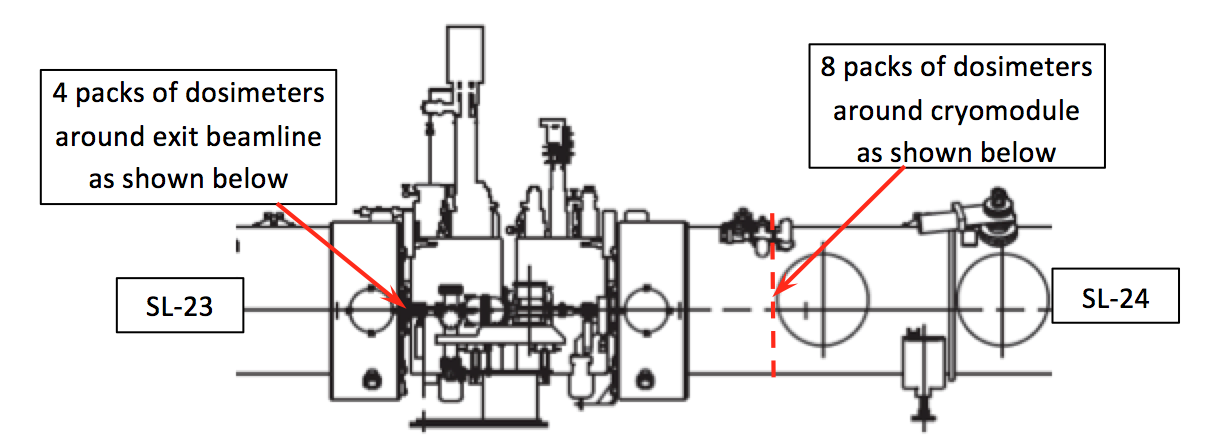 4 packs of dosimeters
around exit beamline
as shown below
8 packs of dosimeters
around cryomodule
as shown below
SL-23
SL-24